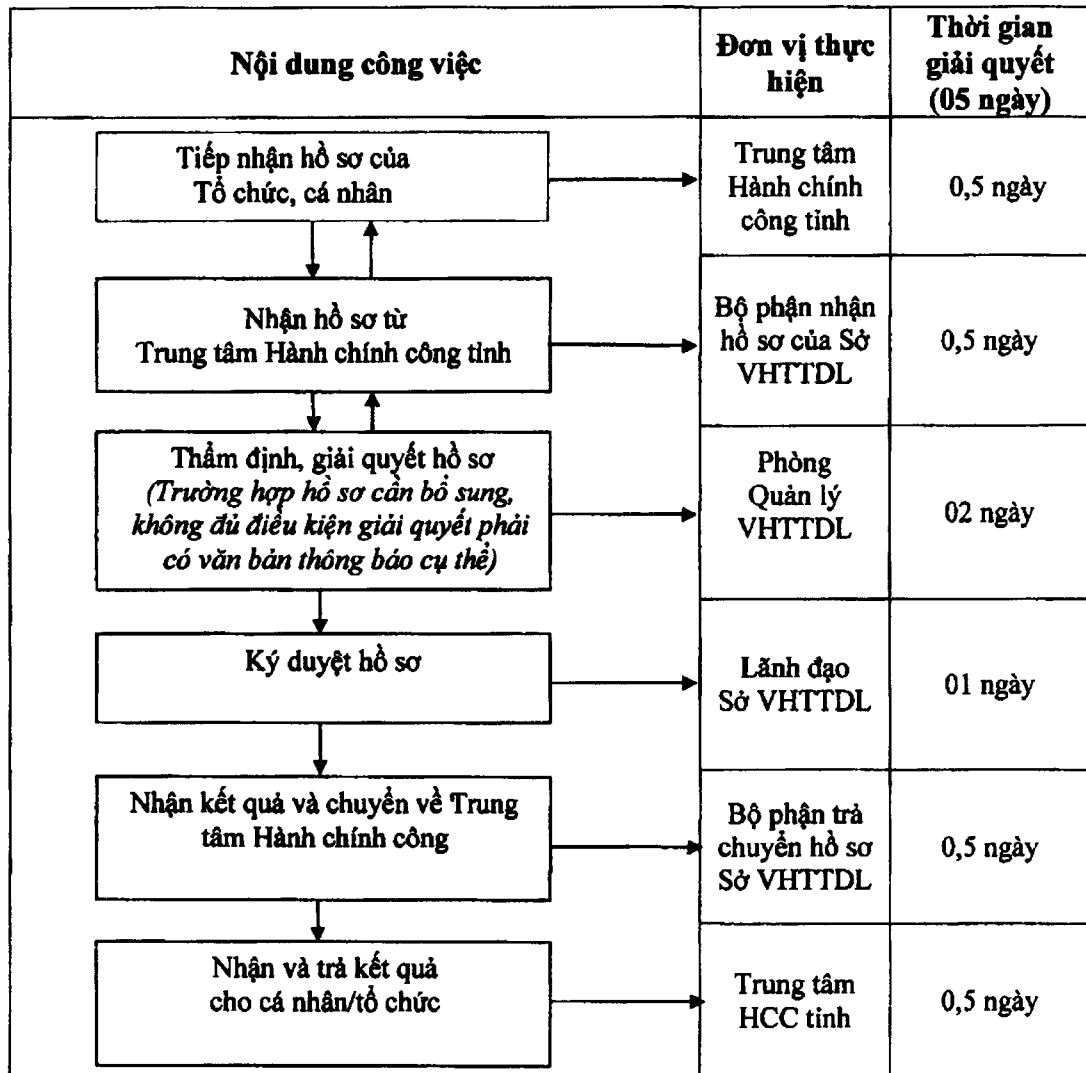 Nội dung công việc
Đơn vị thực
hiện
Thời gian
giải quyết
(05 ngày)
Tiếp nhận hồ sơ của
Tổ chức, cá nhân
Trung tâm
Hành chính
công tỉnh
0,5 ngày
Nhận hồ sơ từ
Trung tâm Hành chính công tỉnh
Bộ phận nhận
hồ sơ của Sở
VHTTDL
0,5 ngày
Thẩm định, giải quyết hồ sơ
(Trường hợp hồ sơ cần bổ sung,
không đủ điều kiện giải quyết phải
có văn bản thông báo cụ thể)
Phòng
Quản lý
VHTTDL
02 ngày
Ký duyệt hồ sơ
Lãnh đạo
Sở VHTTDL
01 ngày
Nhận kết quả và chuyển về Trung
tâm Hành chính công
Bộ phận trả
chuyển hồ sơ
Sở VHTTDL
0,5 ngày
Nhận và trả kết quả
cho cá nhân/tổ chức
Trung tâm
HCC tỉnh
0,5 ngày